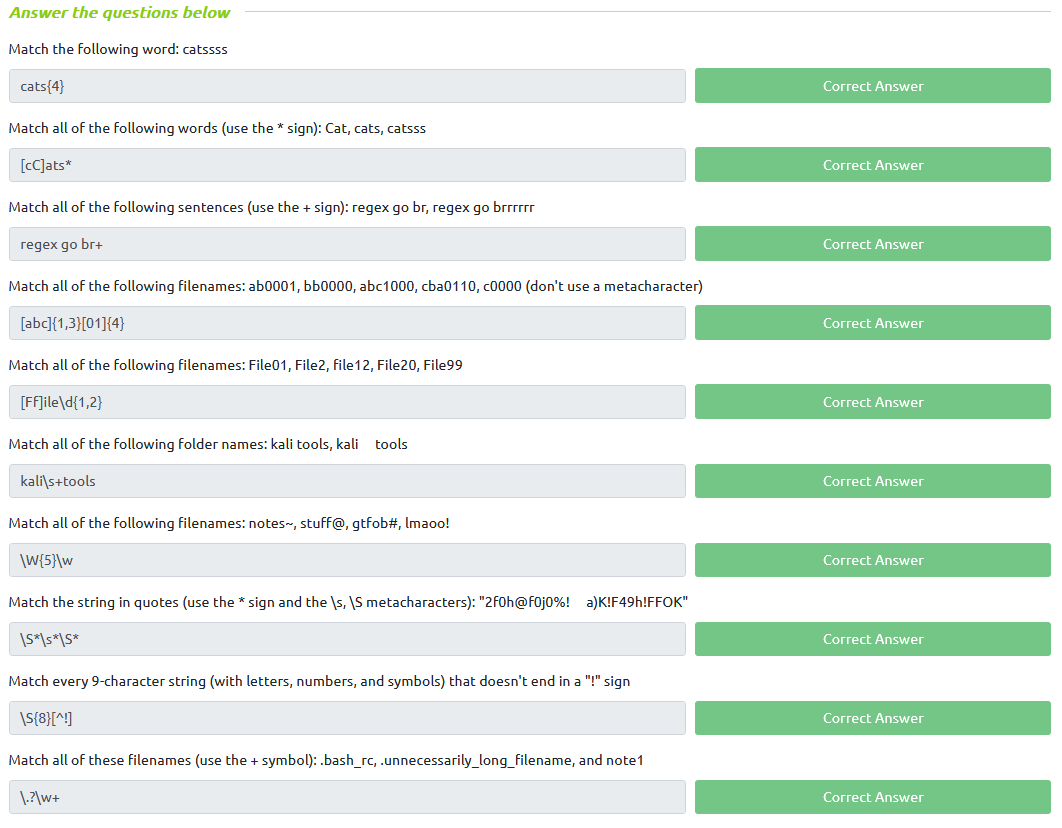 Answer the questions below
Match the following word: catssss
cats{4}
Correct Answer
Match all of the following words (use the * sign): Cat, cats, catsss
[cC]ats*
Correct Answer
Match all of the following sentences (use the + sign): regex go br, regex go brrrrrr
regex go br+
Correct Answer
Match all of the following filenames: ab0001, bb0000, abc1000, cba0110, c0000 (don't use a metacharacter)
[abc]{1,3}[01]{4}
Correct Answer
Match all of the following filenames: File01, File2, file12, File20, File99
[Ff]ile\d{1,2}
Correct Answer
Match all of the following folder names: kali tools, kali    tools
kali\s+tools
Correct Answer
Match all of the following filenames: notes~, stuff@, gtfob#, lmaoo!
\W{5}\w
Correct Answer
Match the string in quotes (use the * sign and the \s, \S metacharacters): "2f0h@f0j0%!    a)K!F49h!FFOK"
\S*\s*\S*
Correct Answer
Match every 9-character string (with letters, numbers, and symbols) that doesn't end in a "!" sign
\S{8}[^!]
Correct Answer
Match all of these filenames (use the + symbol): .bash_rc, .unnecessarily_long_filename, and note1
\.?\w+
Correct Answer